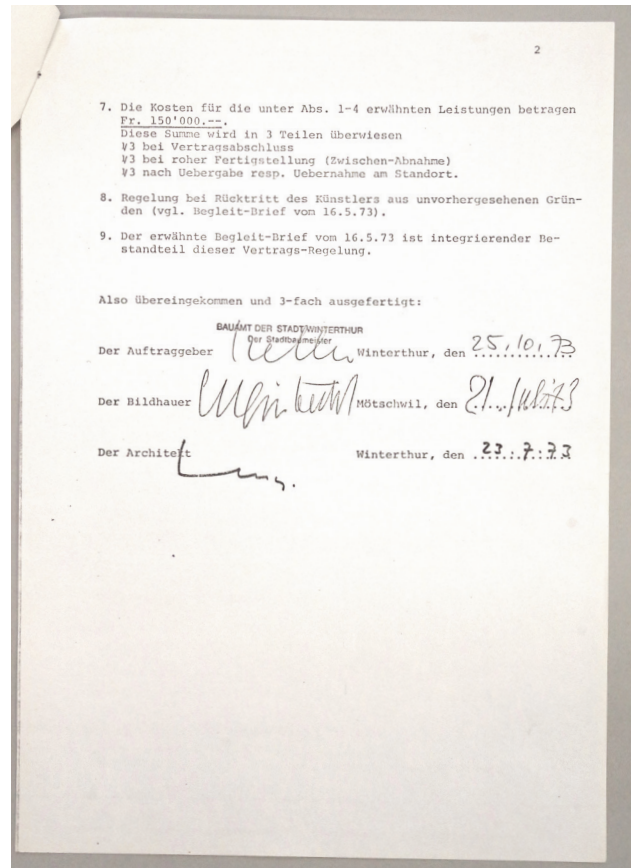 2
7. Die Kosten für die unter Abs. 1-4 erwähnten Leistungen betragen
Fr. 150'000.--.
Diese Summe wird in 3 Teilen überwiesen
1/3 bei Vertragsabschluss
1/3 bei roher Fertigstellung (Zwischen-Abnahme)
1/3 nach Uebergabe resp. Uebernahme am Standort.
8. Regelung bei Rücktritt des Künstlers aus unvorhergesehenen Grün-
den (vgl. Begleit-Brief vom 16.5.73).
9. Der erwähnte Begleit-Brief vom 16.5.73 ist integrierender Be-
standteil dieser Vertrags-Regelung.
Also übereingekommen und 3-fach ausgefertigt:
BAUAMT DER STADT WINTERTHUR
Der Stadtbaumeister
Der Auftraggeber Winterthur, den 25.10.73
Der Bildhauer Mötschwil, den 21. Juli 73
Der Architekt Winterthur, den 23.7.73